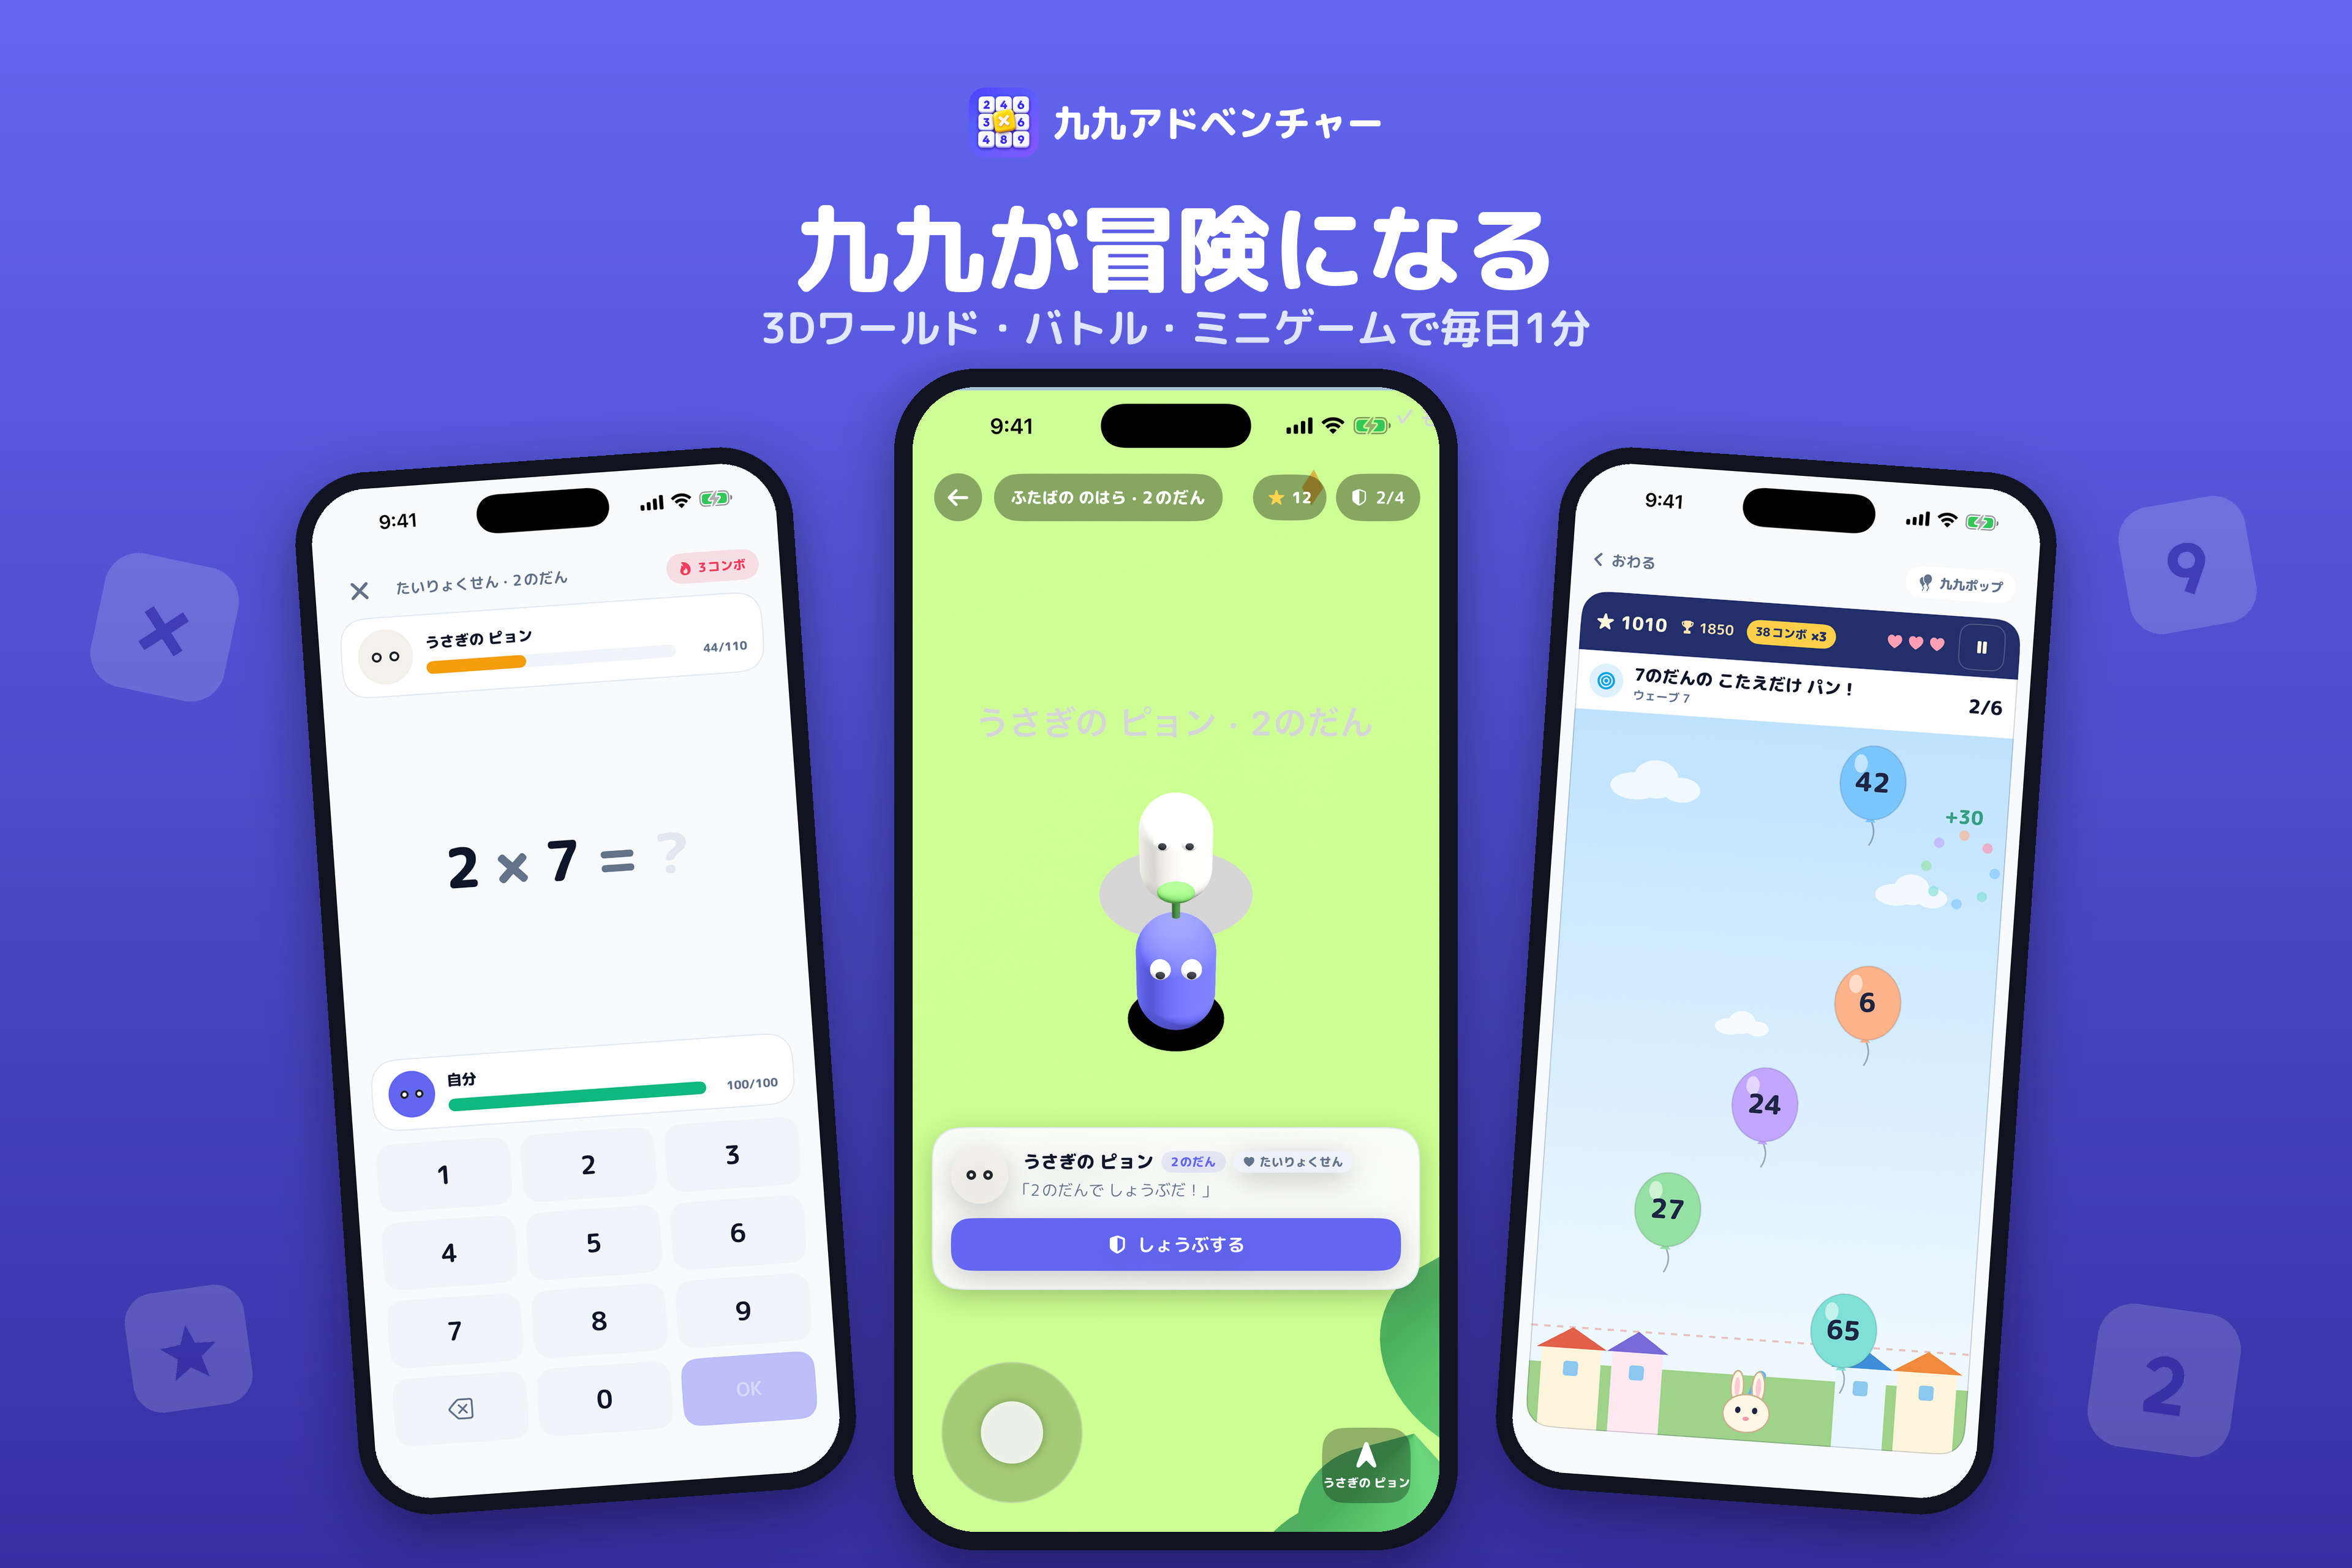 2 4 6
3 × 6
4 8 9
九九アドベンチャー
九九が冒険になる
3Dワールド・バトル・ミニゲームで毎日1分
×
★
9:41
たいりょくせん・2のだん
3コンボ
うさぎの ピョン
44/110
2 × 7 = ?
自分
100/100
1 2 3
4 5 6
7 8 9
0 OK
9:41
ふたばの のはら・2のだん
12
2/4
うさぎの ピョン・2のだん
うさぎの ピョン 2のだん たいりょくせん
「2のだんで しょうぶだ！」
しょうぶする
うさぎの ピョン
9:41
おわる
九九ポップ
1010 1850 38コンボ ×3
7のだんの こたえだけ パン！
ウェーブ 7
2/6
42
+30
6
24
27
65
9
2